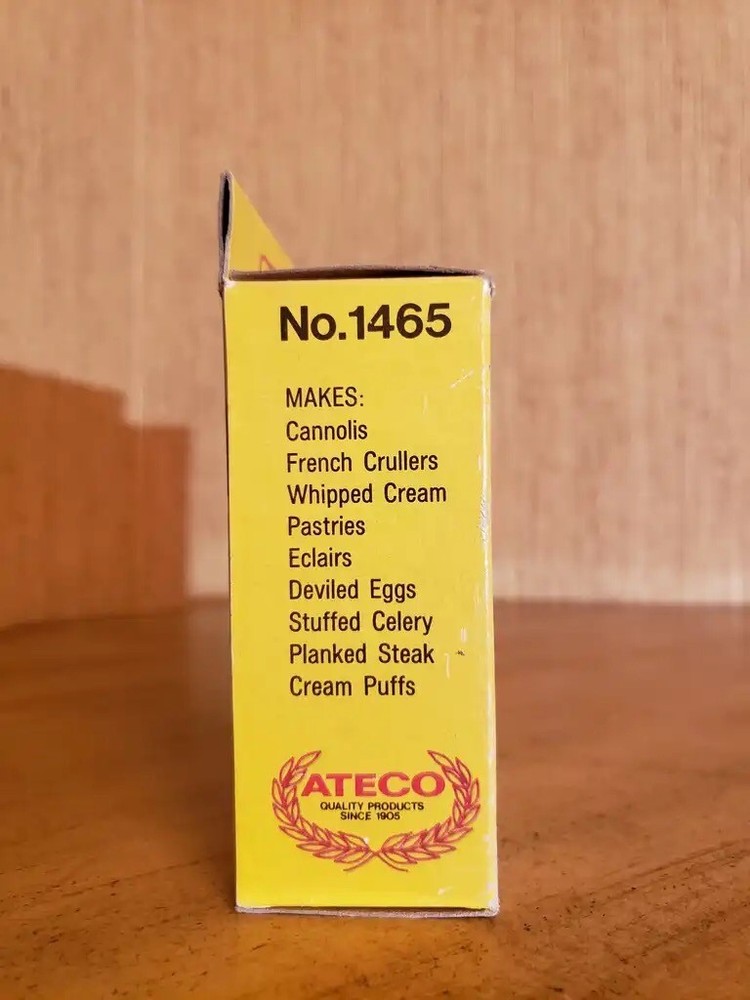 No.1465
MAKES:
Cannolis
French Crullers
Whipped Cream
Pastries
Eclairs
Deviled Eggs
Stuffed Celery
Planked Steak
Cream Puffs
ATECO
QUALITY PRODUCTS
SINCE 1905